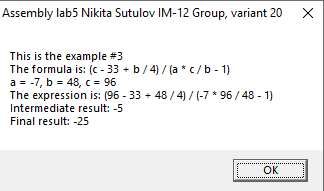 Assembly lab5 Nikita Sutulov IM-12 Group, variant 20
This is the example #3
The formula is: (c - 33 + b / 4) / (a * c / b - 1)
a = -7, b = 48, c = 96
The expression is: (96 - 33 + 48 / 4) / (-7 * 96 / 48 - 1)
Intermediate result: -5
Final result: -25
OK